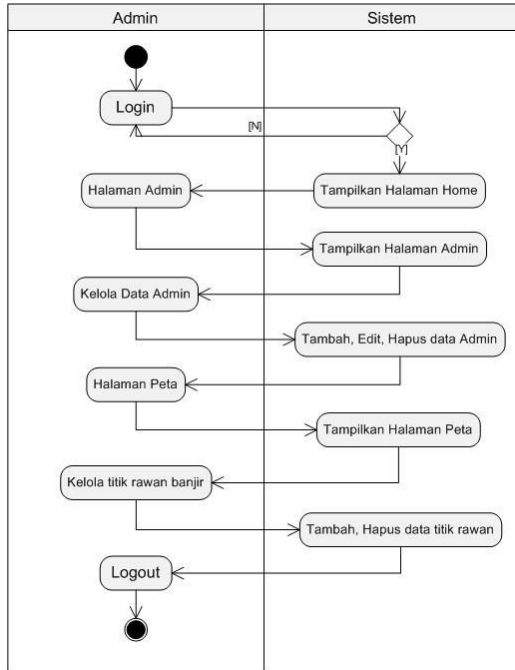 Admin
Sistem
Login
[N]
[Y]
Halaman Admin
Tampilkan Halaman Home
Tampilkan Halaman Admin
Kelola Data Admin
Tambah, Edit, Hapus data Admin
Halaman Peta
Tampilkan Halaman Peta
Kelola titik rawan banjir
Tambah, Hapus data titik rawan
Logout